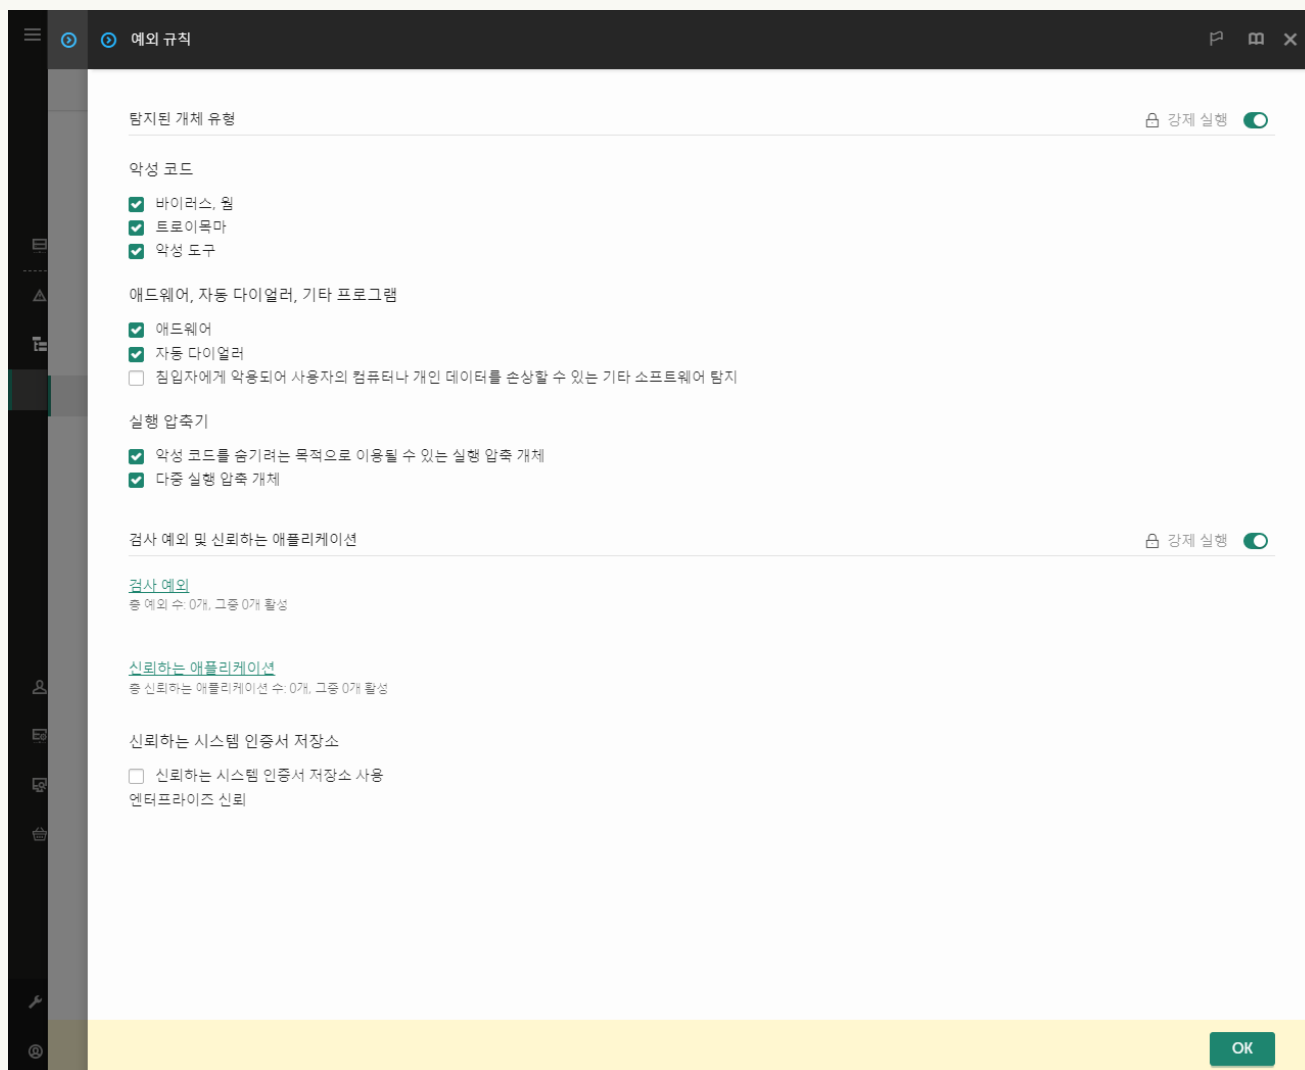 예외 규칙
탐지된 개체 유형
강제 실행
악성 코드
바이러스, 웜
트로이목마
악성 도구
애드웨어, 자동 다이얼러, 기타 프로그램
애드웨어
자동 다이얼러
침입자에게 악용되어 사용자의 컴퓨터나 개인 데이터를 손상할 수 있는 기타 소프트웨어 탐지
실행 압축기
악성 코드를 숨기려는 목적으로 이용될 수 있는 실행 압축 개체
다중 실행 압축 개체
검사 예외 및 신뢰하는 애플리케이션
강제 실행
검사 예외
총 예외 수: 0개, 그중 0개 활성
신뢰하는 애플리케이션
총 신뢰하는 애플리케이션 수: 0개, 그중 0개 활성
신뢰하는 시스템 인증서 저장소
신뢰하는 시스템 인증서 저장소 사용
엔터프라이즈 신뢰
OK